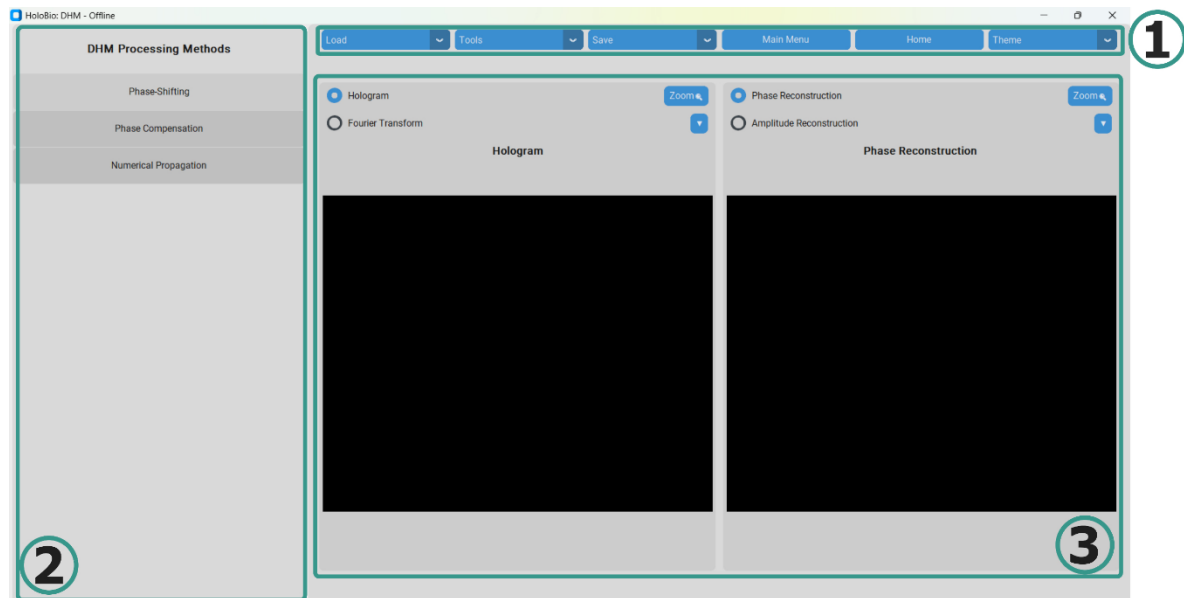 HoloBio: DHM - Offline
DHM Processing Methods
Phase-Shifting
Phase Compensation
Numerical Propagation
2
Load Tools Save Main Menu Home Theme
1
Hologram Zoom
Fourier Transform
Hologram
Phase Reconstruction Zoom
Amplitude Reconstruction
Phase Reconstruction
3